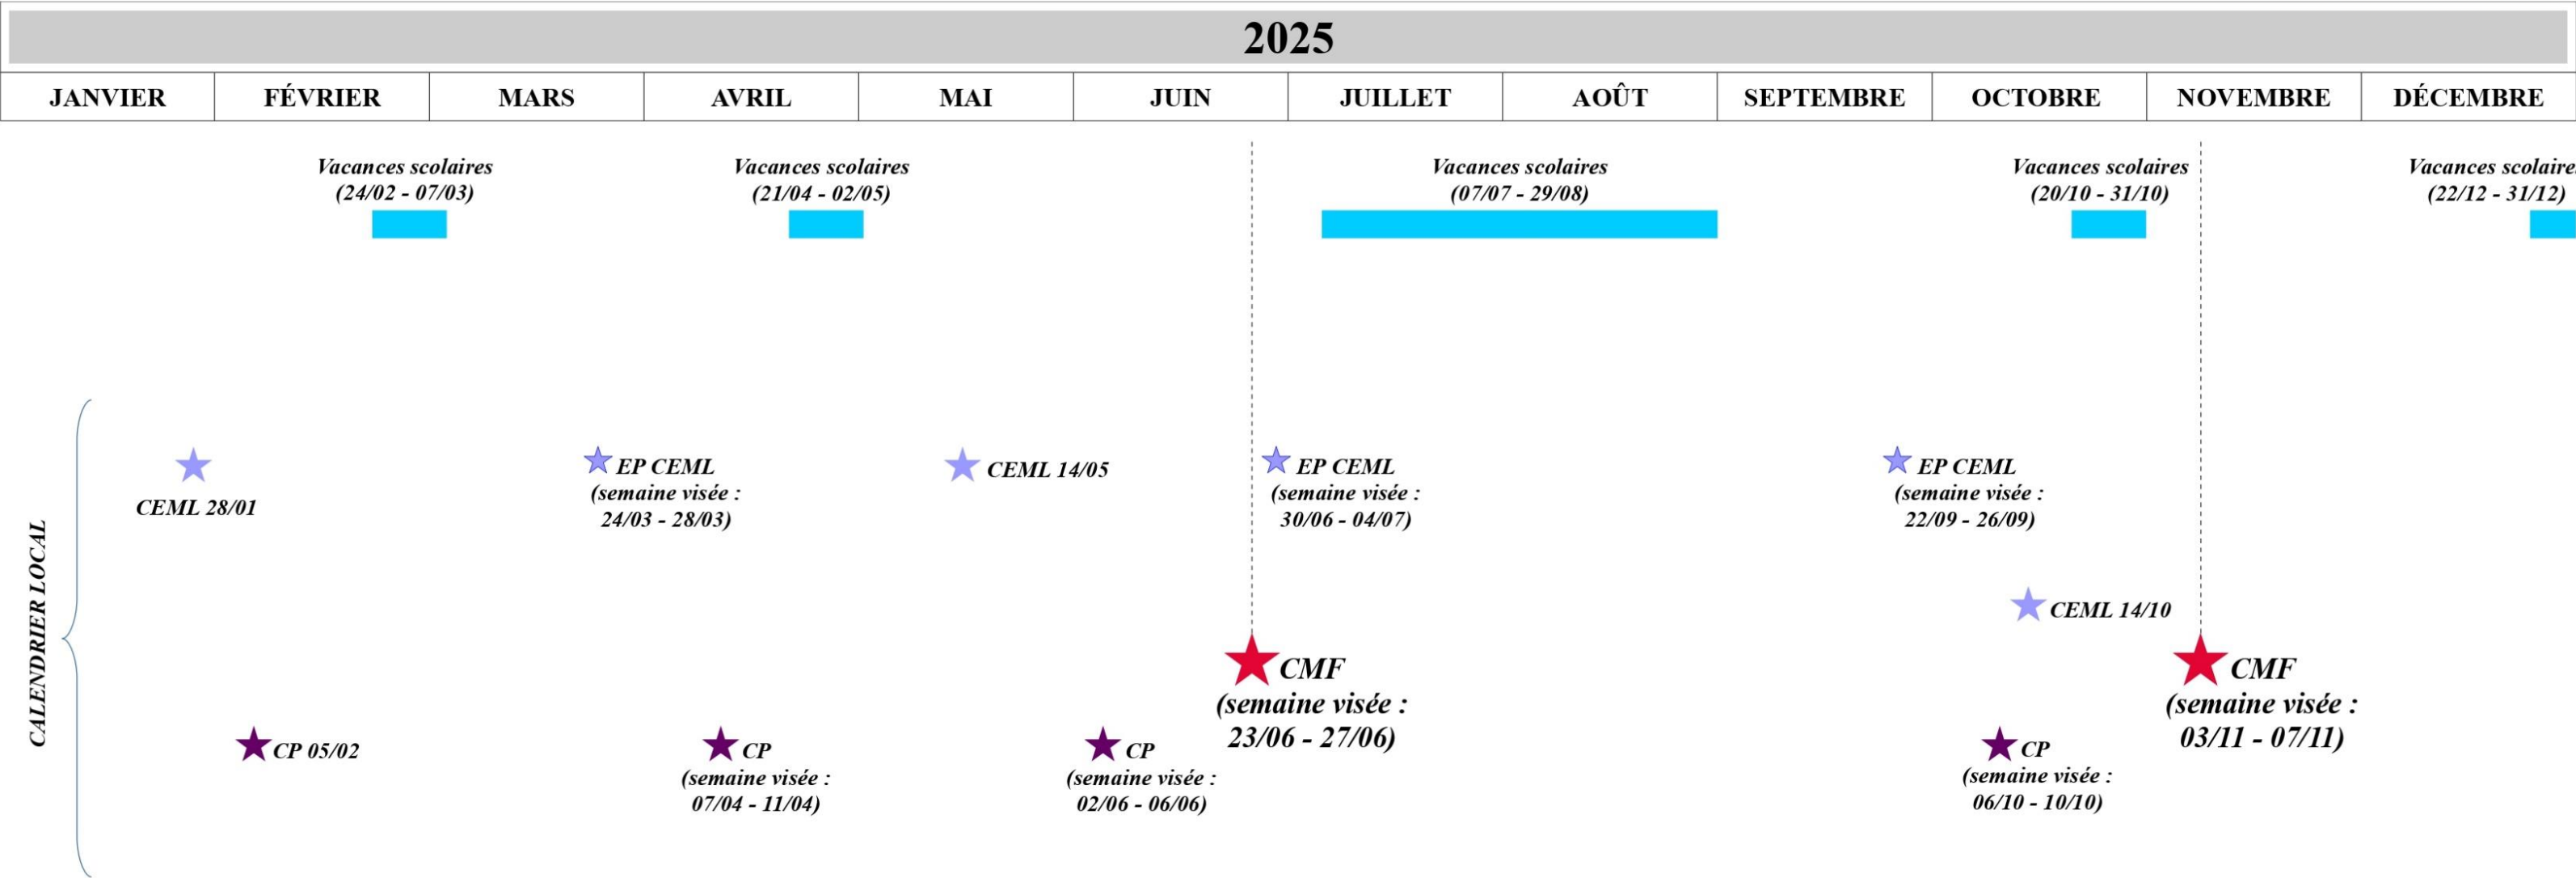 2025
JANVIER
FÉVRIER
MARS
AVRIL
MAI
JUIN
JUILLET
AOÛT
SEPTEMBRE
OCTOBRE
NOVEMBRE
DÉCEMBRE
Vacances scolaires
(24/02 - 07/03)
Vacances scolaires
(21/04 - 02/05)
Vacances scolaires
(07/07 - 29/08)
Vacances scolaires
(20/10 - 31/10)
Vacances scolaire
(22/12 - 31/12)
CALENDRIER LOCAL
CEML 28/01
EP CEML
(semaine visée :
24/03 - 28/03)
CEML 14/05
EP CEML
(semaine visée :
30/06 - 04/07)
EP CEML
(semaine visée :
22/09 - 26/09)
CEML 14/10
CMF
(semaine visée :
23/06 - 27/06)
CMF
(semaine visée :
03/11 - 07/11)
CP 05/02
CP
(semaine visée :
07/04 - 11/04)
CP
(semaine visée :
02/06 - 06/06)
CP
(semaine visée :
06/10 - 10/10)